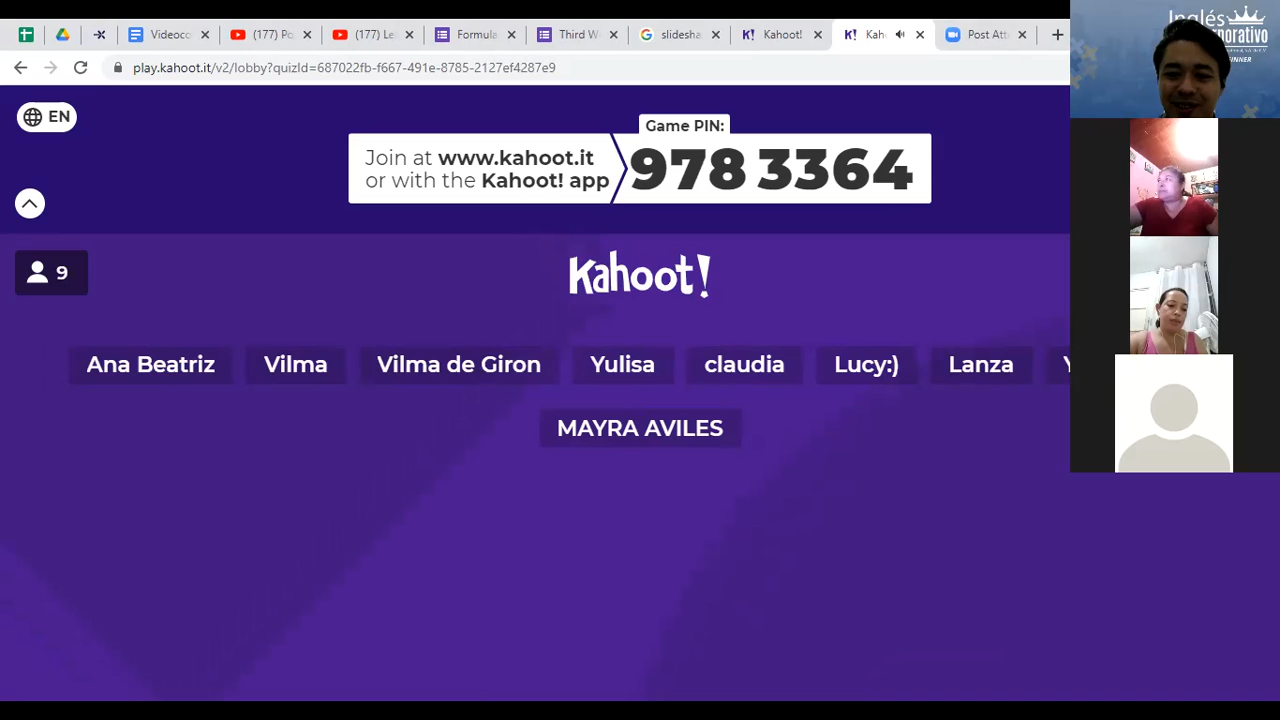 Videoco
(177) Po
(177) Le
Formula
Third W
slidesha
Kahoot!
Kah
Post Atte
play.kahoot.it/v2/lobby?quizId=687022fb-f667-491e-8785-2127ef4287e9
EN
Join at www.kahoot.it
or with the Kahoot! app
Game PIN:
978 3364
9
Kahoot!
Ana Beatriz
Vilma
Vilma de Giron
Yulisa
claudia
Lucy:)
Lanza
Y
MAYRA AVILES
Inglés